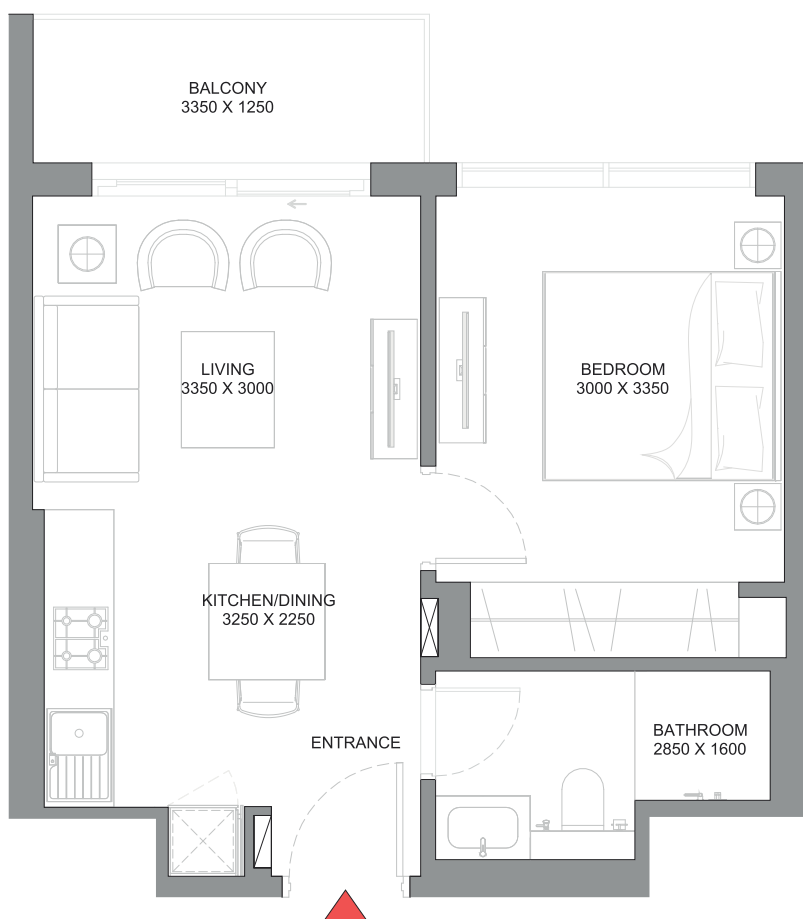 BALCONY
3350 X 1250
LIVING
3350 X 3000
BEDROOM
3000 X 3350
KITCHEN/DINING
3250 X 2250
ENTRANCE
BATHROOM
2850 X 1600